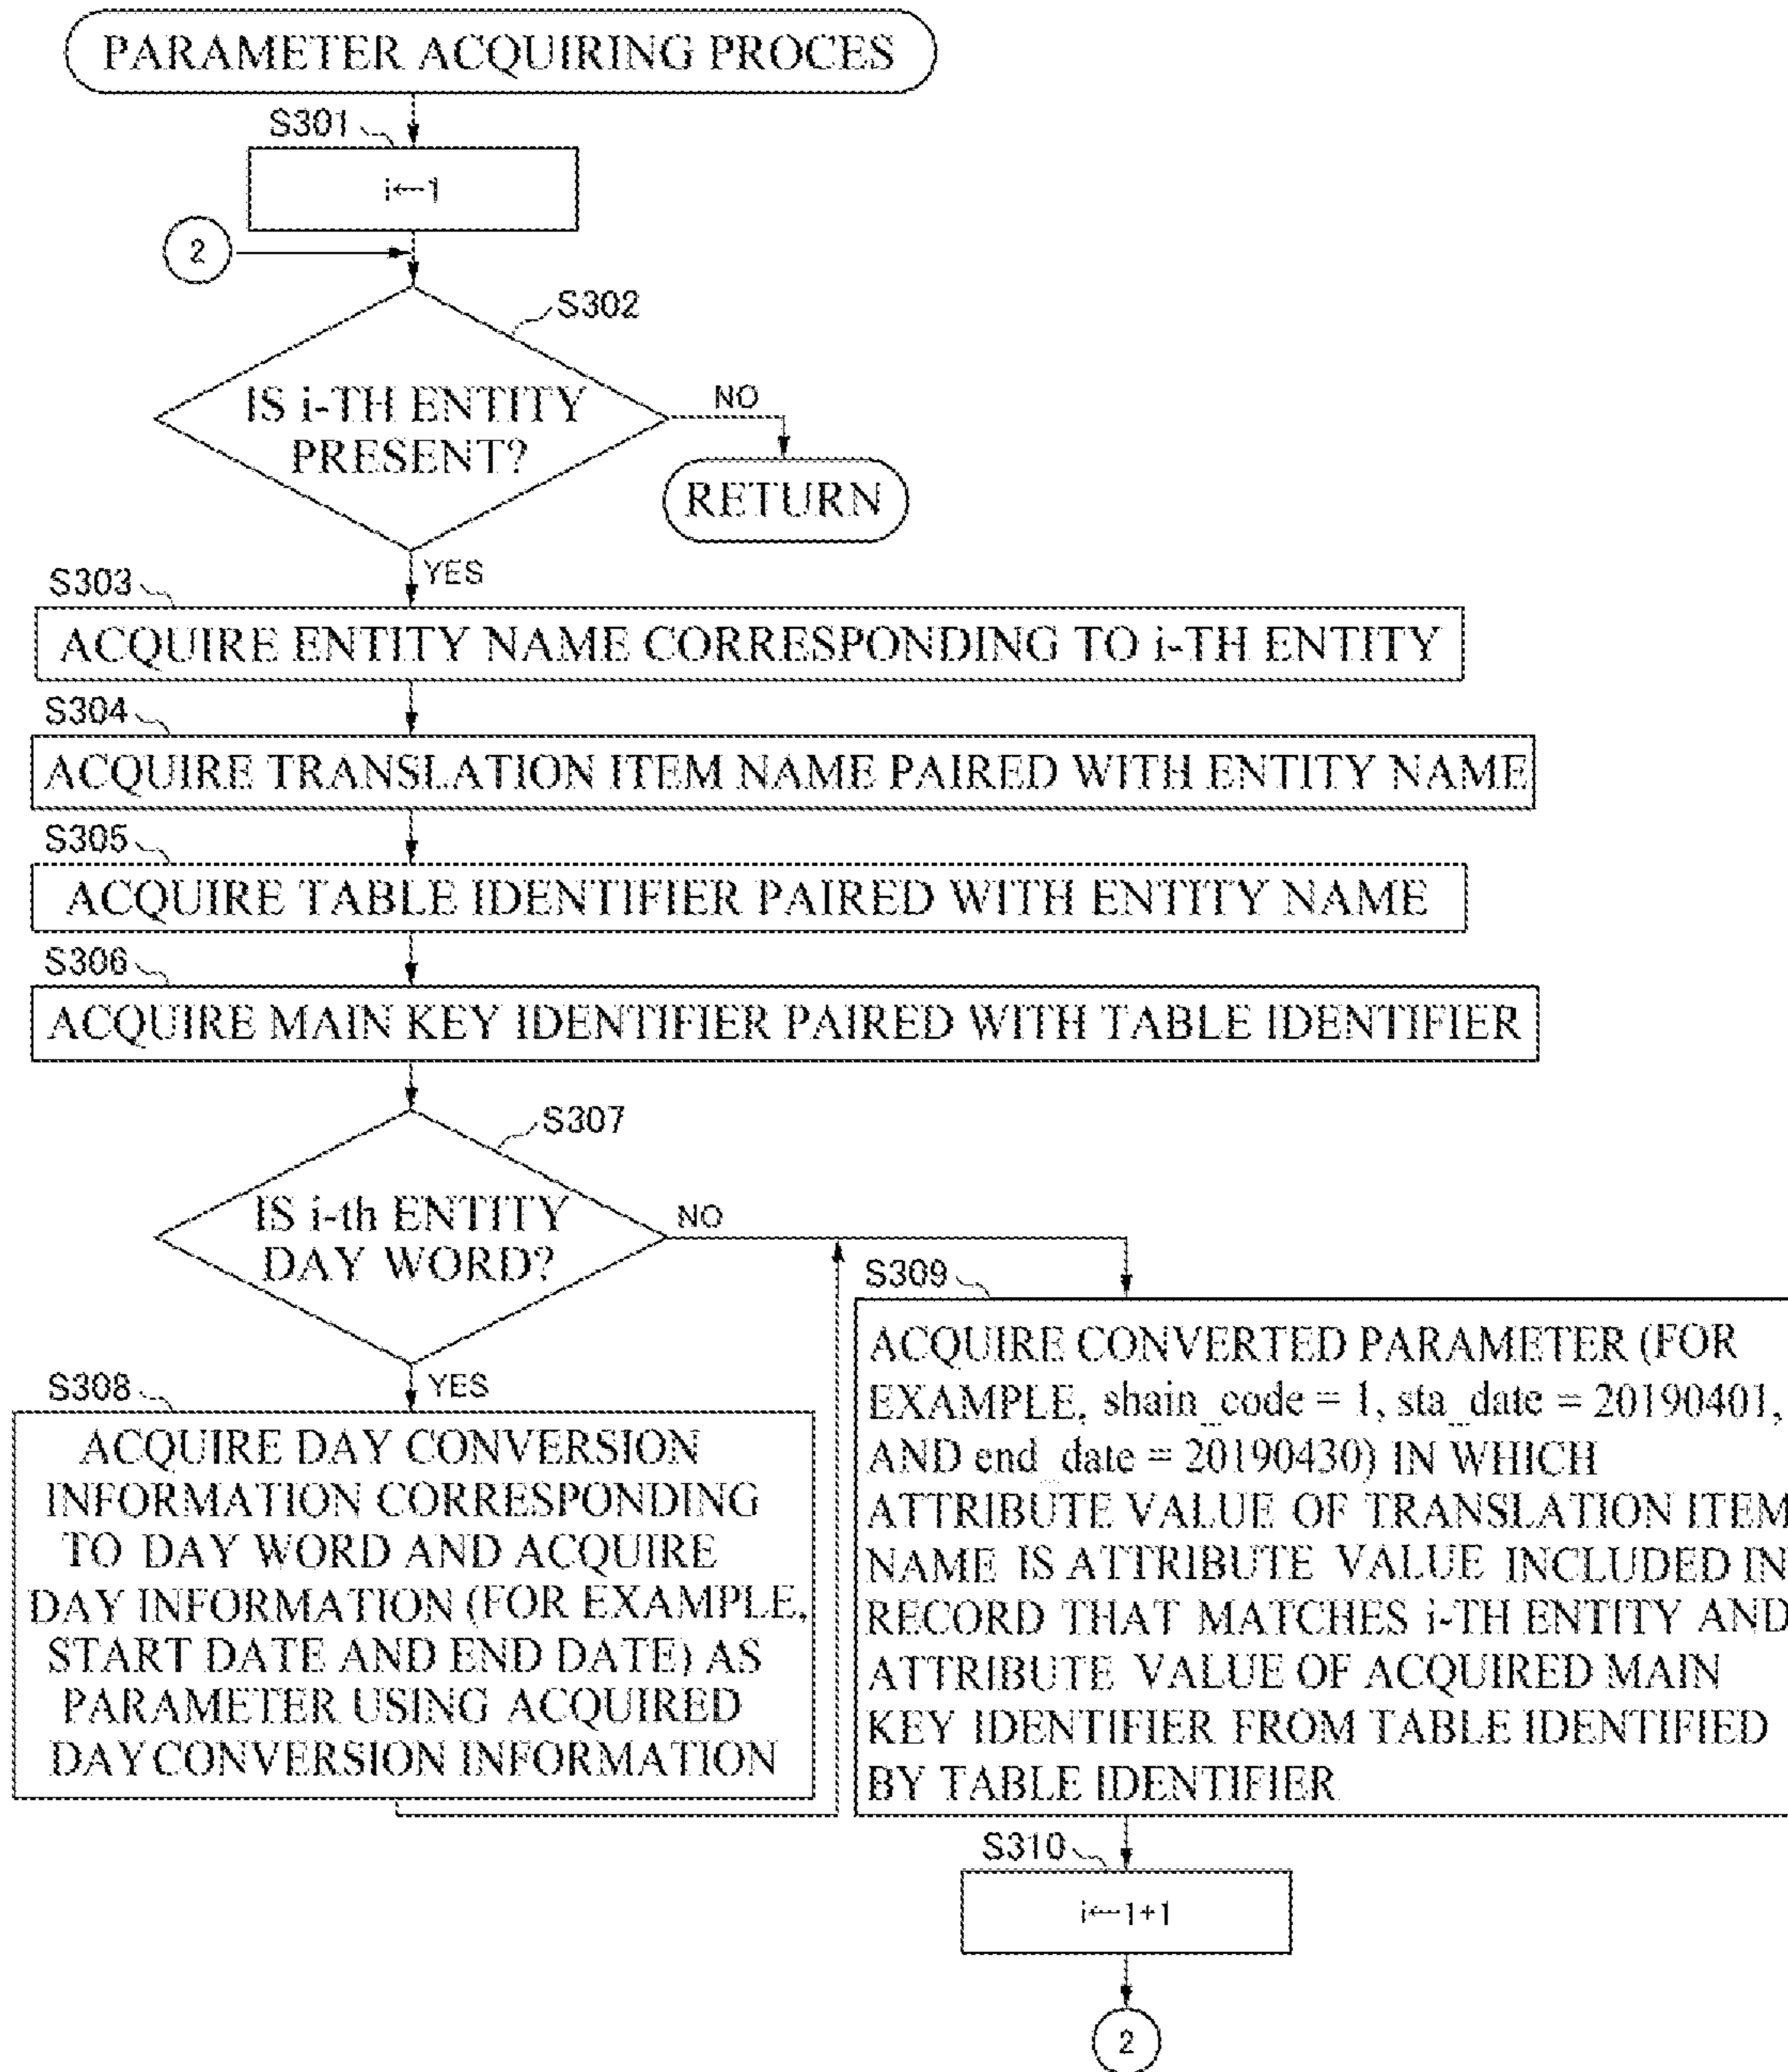 PARAMETER ACQUIRING PROCES
S301
i←1
2
S302
IS i-TH ENTITY
PRESENT?
NO
RETURN
YES
S303
ACQUIRE ENTITY NAME CORRESPONDING TO i-TH ENTITY
S304
ACQUIRE TRANSLATION ITEM NAME PAIRED WITH ENTITY NAME
S305
ACQUIRE TABLE IDENTIFIER PAIRED WITH ENTITY NAME
S306
ACQUIRE MAIN KEY IDENTIFIER PAIRED WITH TABLE IDENTIFIER
S307
IS i-th ENTITY
DAY WORD?
NO
YES
S308
ACQUIRE DAY CONVERSION
INFORMATION CORRESPONDING
TO DAY WORD AND ACQUIRE
DAY INFORMATION (FOR EXAMPLE,
START DATE AND END DATE) AS
PARAMETER USING ACQUIRED
DAY CONVERSION INFORMATION
S309
ACQUIRE CONVERTED PARAMETER (FOR
EXAMPLE, shain_code = 1, sta_date = 20190401,
AND end_date = 20190430) IN WHICH
ATTRIBUTE VALUE OF TRANSLATION ITEM
NAME IS ATTRIBUTE VALUE INCLUDED IN
RECORD THAT MATCHES i-TH ENTITY AND
ATTRIBUTE VALUE OF ACQUIRED MAIN
KEY IDENTIFIER FROM TABLE IDENTIFIED
BY TABLE IDENTIFIER
S310
i←1+1
2